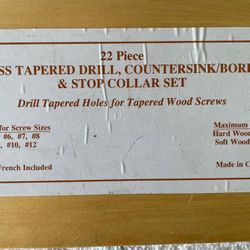 22 Piece
SS TAPERED DRILL, COUNTERSINK/BORE
& STOP COLLAR SET
Drill Tapered Holes for Tapered Wood Screws
for Screw Sizes
#6, #7, #8
#10, #12
Wrench Included
Maximum
Hard Wood
Soft Wood
Made in C